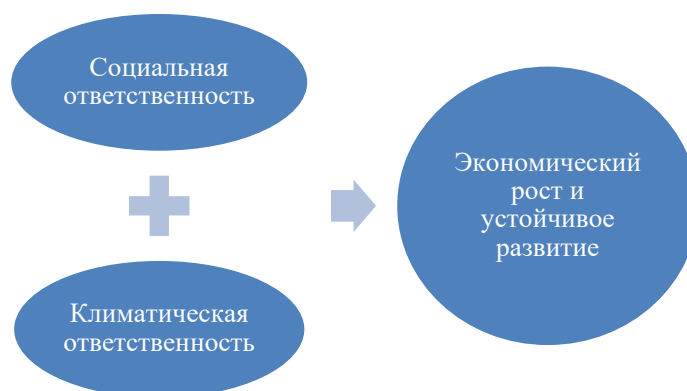 Социальная
ответственность
Климатическая
ответственность
Экономический
рост и
устойчивое
развитие